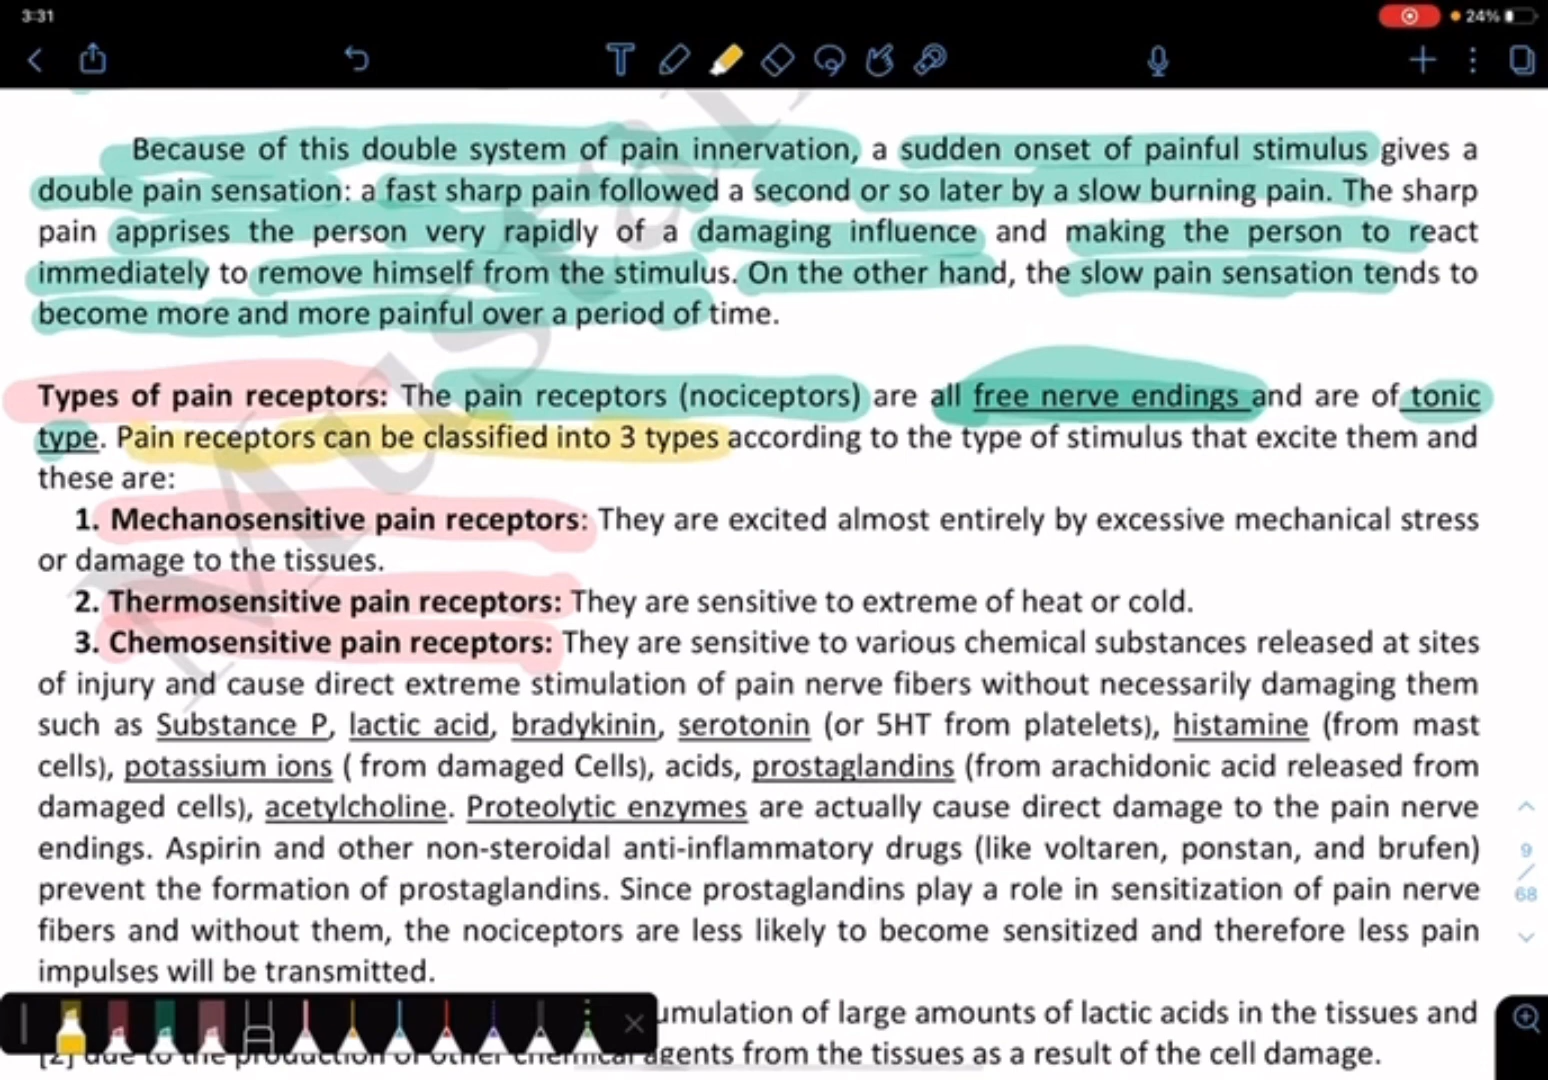 3:31
24%
Because of this double system of pain innervation, a sudden onset of painful stimulus gives a
double pain sensation: a fast sharp pain followed a second or so later by a slow burning pain. The sharp
pain apprises the person very rapidly of a damaging influence and making the person to react
immediately to remove himself from the stimulus. On the other hand, the slow pain sensation tends to
become more and more painful over a period of time.
Types of pain receptors: The pain receptors (nociceptors) are all free nerve endings and are of tonic
type. Pain receptors can be classified into 3 types according to the type of stimulus that excite them and
these are:
1. Mechanosensitive pain receptors: They are excited almost entirely by excessive mechanical stress
or damage to the tissues.
2. Thermosensitive pain receptors: They are sensitive to extreme of heat or cold.
3. Chemosensitive pain receptors: They are sensitive to various chemical substances released at sites
of injury and cause direct extreme stimulation of pain nerve fibers without necessarily damaging them
such as Substance P, lactic acid, bradykinin, serotonin (or 5HT from platelets), histamine (from mast
cells), potassium ions ( from damaged Cells), acids, prostaglandins (from arachidonic acid released from
damaged cells), acetylcholine. Proteolytic enzymes are actually cause direct damage to the pain nerve
endings. Aspirin and other non-steroidal anti-inflammatory drugs (like voltaren, ponstan, and brufen)
prevent the formation of prostaglandins. Since prostaglandins play a role in sensitization of pain nerve
fibers and without them, the nociceptors are less likely to become sensitized and therefore less pain
impulses will be transmitted.
umulation of large amounts of lactic acids in the tissues and
[2] due to the production of other chemical agents from the tissues as a result of the cell damage.
9
/
68